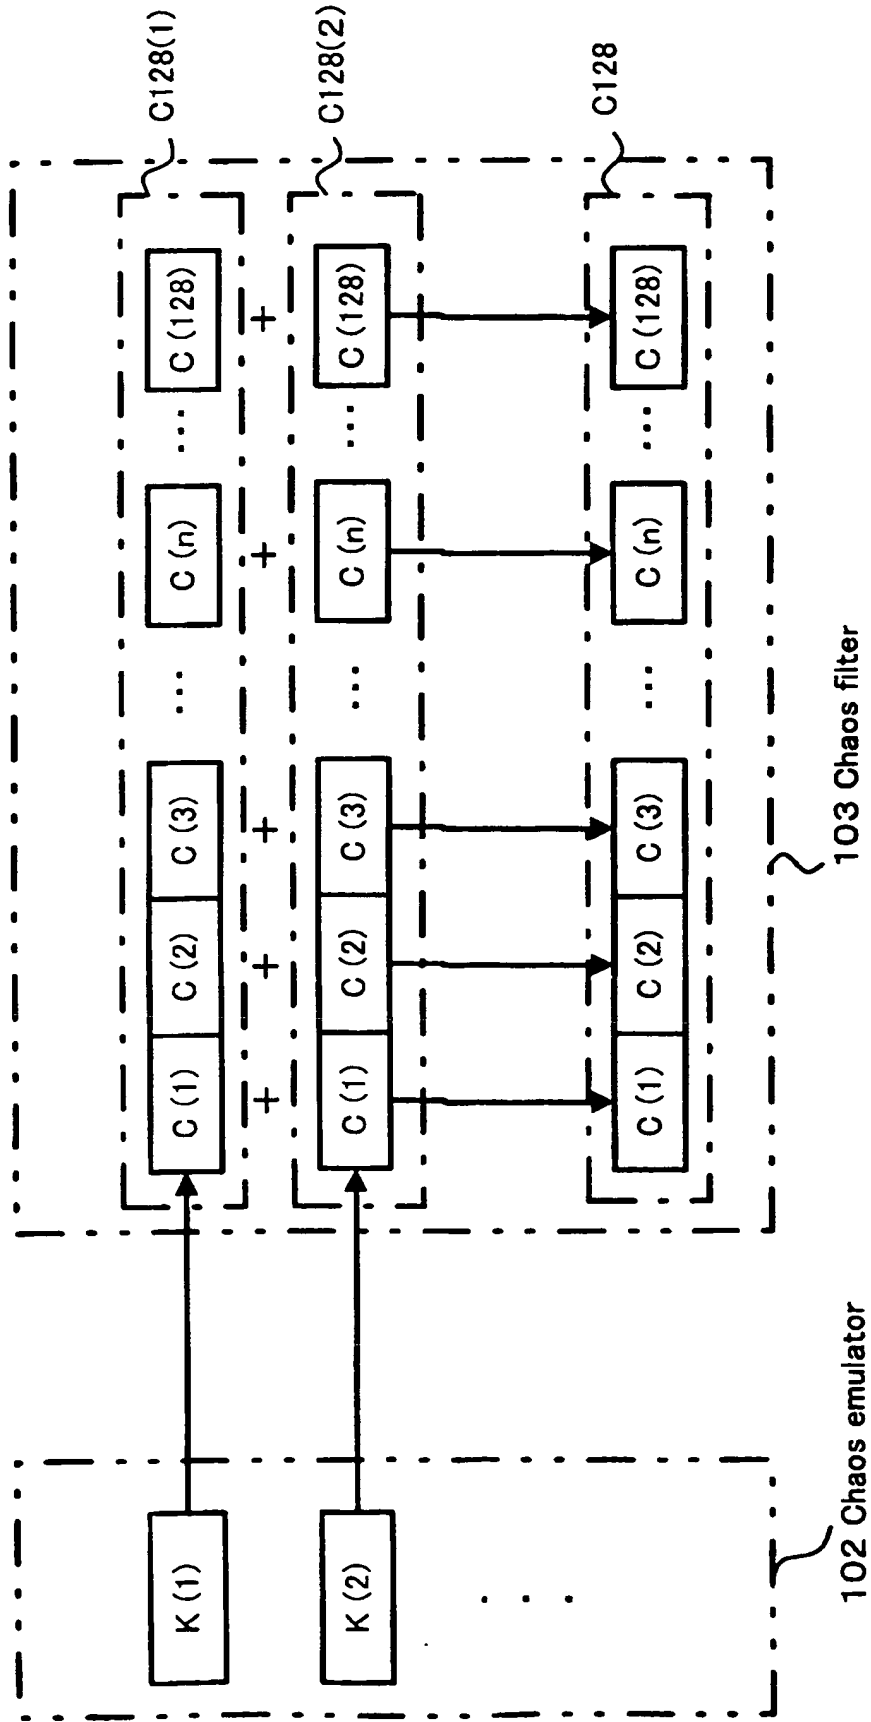 C128(1)
C128(2)
C128
K (1)
C (1) C (2) C (3) ... C (n) ... C (128)
+ + + + +
K (2)
C (1) C (2) C (3) ... C (n) ... C (128)
. . .
C (1) C (2) C (3) ... C (n) ... C (128)
102 Chaos emulator
103 Chaos filter